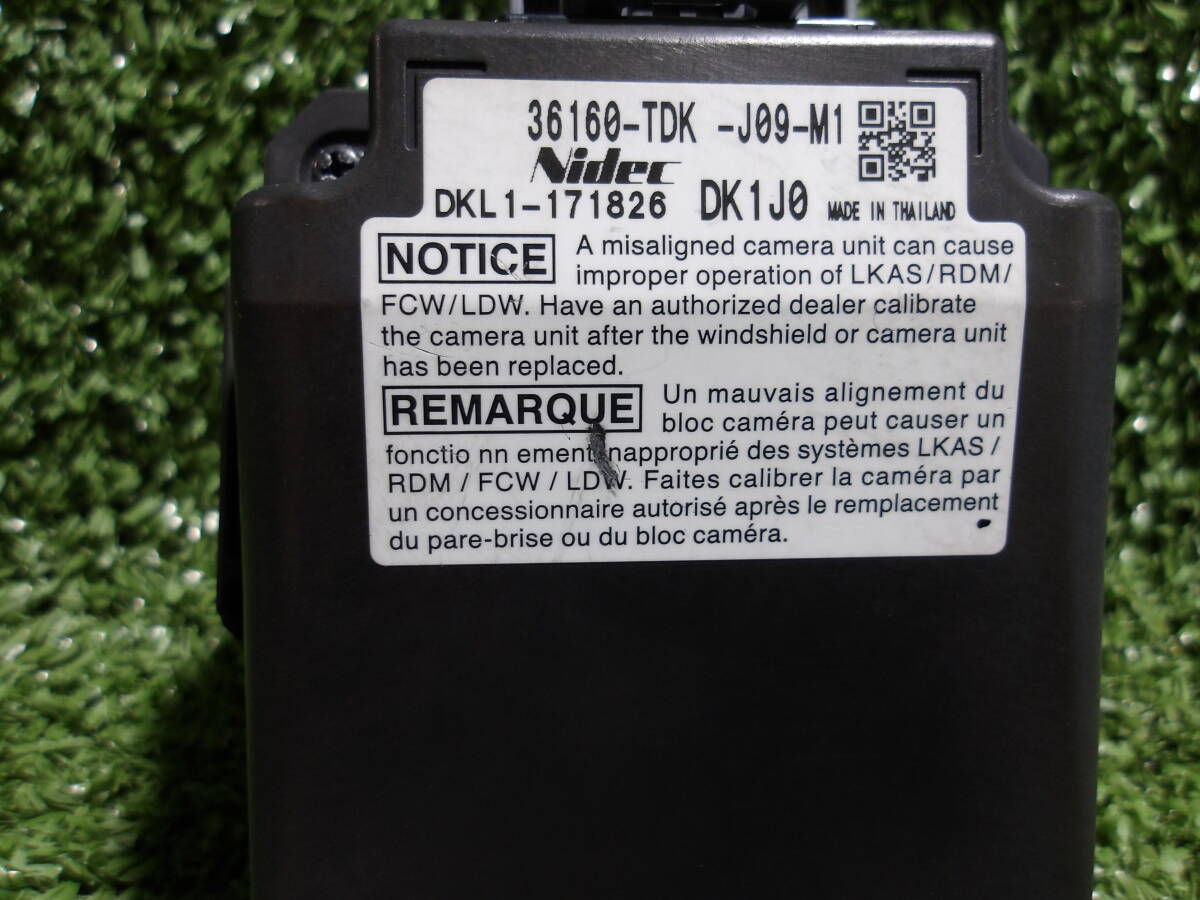 36160-TDK -J09-M1
Nidec
DKL1-171826 DK1J0 MADE IN THAILAND
NOTICE A misaligned camera unit can cause
improper operation of LKAS/RDM/
FCW/LDW. Have an authorized dealer calibrate
the camera unit after the windshield or camera unit
has been replaced.
REMARQUE Un mauvais alignement du
bloc caméra peut causer un
fonctio nn ement inapproprié des systèmes LKAS /
RDM / FCW / LDW. Faites calibrer la caméra par
un concessionnaire autorisé après le remplacement
du pare-brise ou du bloc caméra.